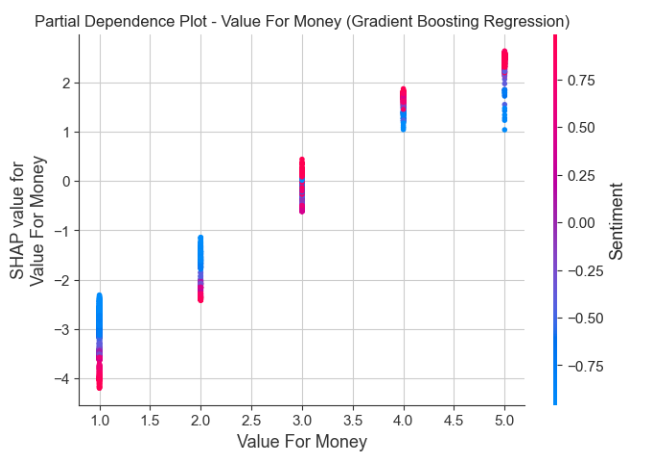 Partial Dependence Plot - Value For Money (Gradient Boosting Regression)
SHAP value for
Value For Money
2
1
0
−1
−2
−3
−4
1.0 1.5 2.0 2.5 3.0 3.5 4.0 4.5 5.0
Value For Money
0.75
0.50
0.25
0.00
−0.25
−0.50
−0.75
Sentiment